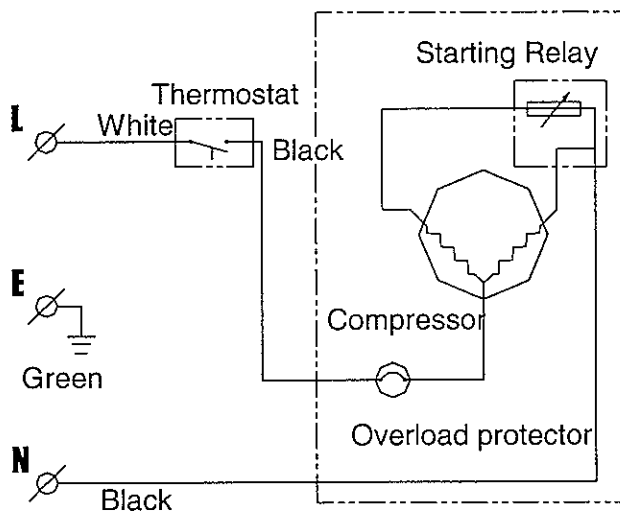 Starting Relay
Thermostat
L
White
Black
E
Compressor
Green
Overload protector
N
Black